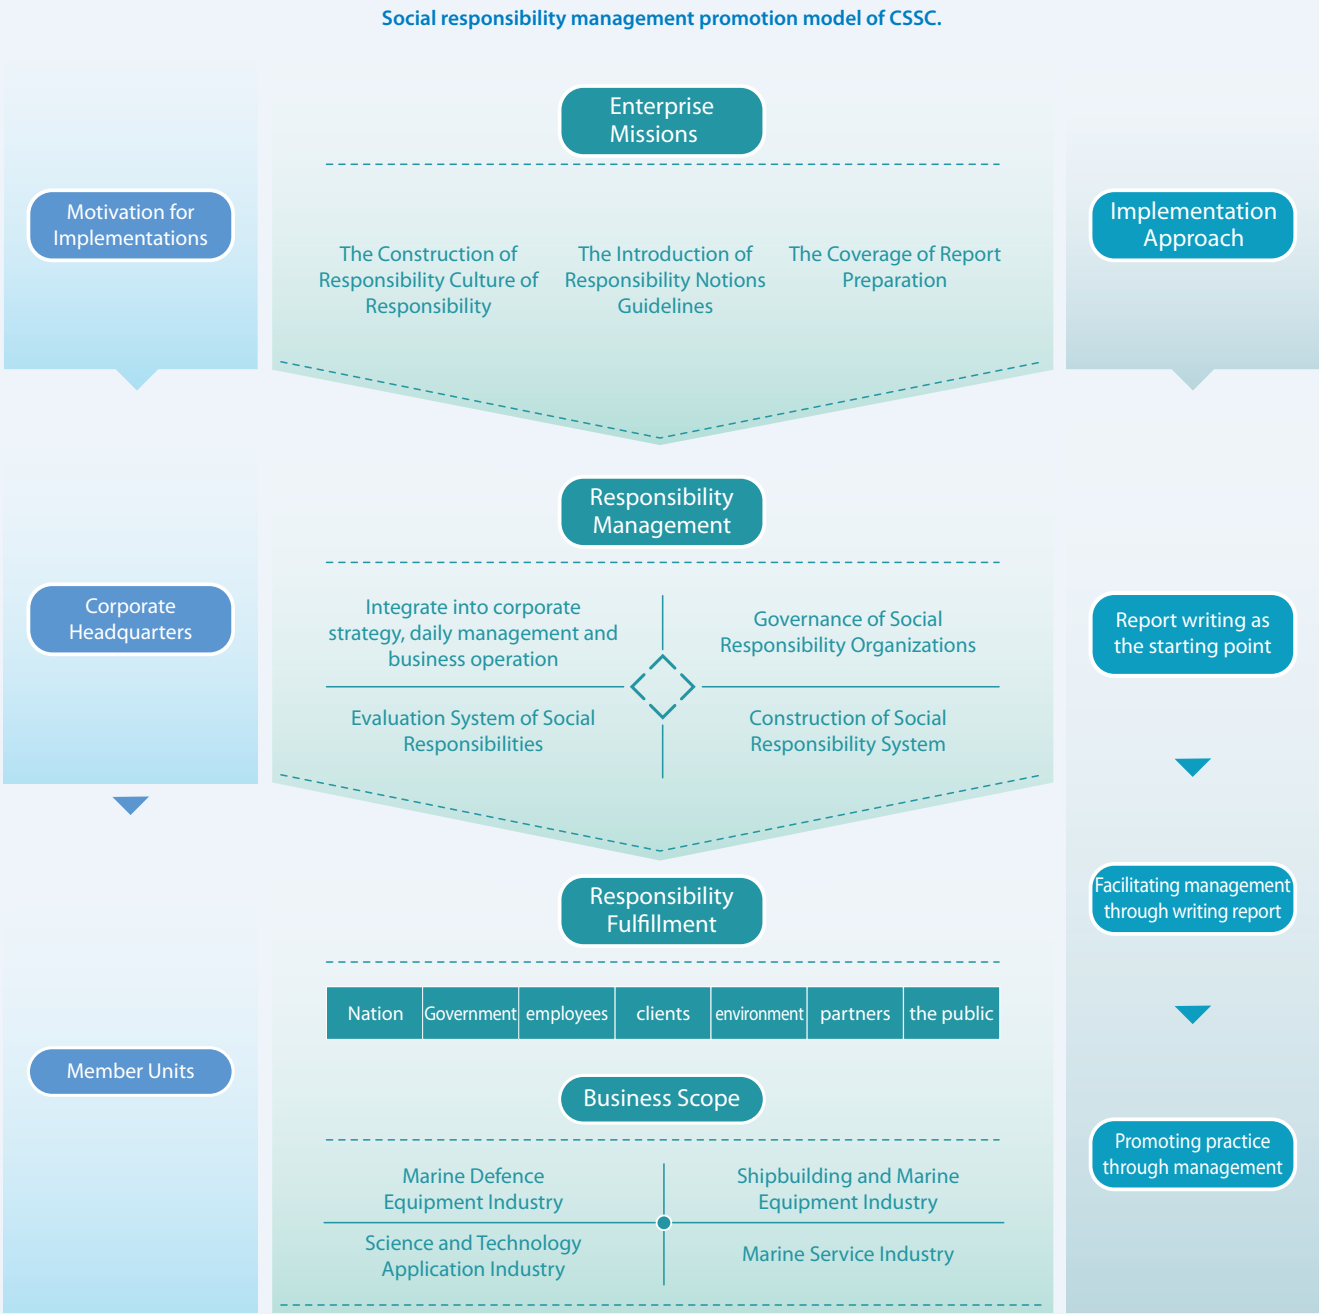 Social responsibility management promotion model of CSSC.
Enterprise
Missions
Motivation for
Implementations
Implementation
Approach
The Construction of
Responsibility Culture of
Responsibility
The Introduction of
Responsibility Notions
Guidelines
The Coverage of Report
Preparation
Responsibility
Management
Corporate
Headquarters
Integrate into corporate
strategy, daily management and
business operation
Governance of Social
Responsibility Organizations
Evaluation System of Social
Responsibilities
Construction of Social
Responsibility System
Report writing as
the starting point
Responsibility
Fulfillment
Facilitating management
through writing report
Nation
Government
employees
clients
environment
partners
the public
Member Units
Business Scope
Marine Defence
Equipment Industry
Shipbuilding and Marine
Equipment Industry
Science and Technology
Application Industry
Marine Service Industry
Promoting practice
through management